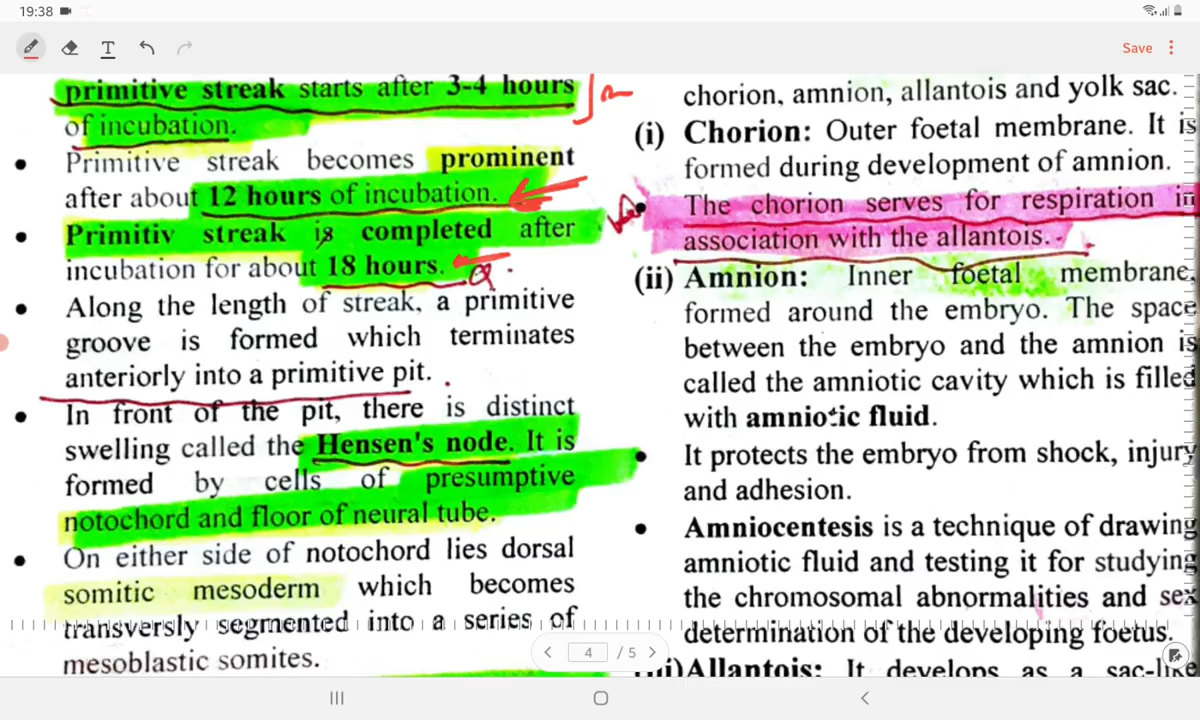 19:38
T
Save
primitive streak starts after 3-4 hours
of incubation.
• Primitive streak becomes prominent
after about 12 hours of incubation.
• Primitiv streak is completed after
incubation for about 18 hours.
Q.
• Along the length of streak, a primitive
groove is formed which terminates
anteriorly into a primitive pit.
• In front of the pit, there is distinct
swelling called the Hensen's node. It is
formed by cells of presumptive
notochord and floor of neural tube.
• On either side of notochord lies dorsal
somitic mesoderm which becomes
transversly segmented into a series of
mesoblastic somites.
chorion, amnion, allantois and yolk sac.
(i) Chorion: Outer foetal membrane. It is
formed during development of amnion.
• The chorion serves for respiration in
association with the allantois.
(ii) Amnion: Inner foetal membrane,
formed around the embryo. The space
between the embryo and the amnion is
called the amniotic cavity which is filled
with amniotic fluid.
• It protects the embryo from shock, injury
and adhesion.
• Amniocentesis is a technique of drawing
amniotic fluid and testing it for studying
the chromosomal abnormalities and sex
determination of the developing foetus.
Allantois: It develops as a sac-like
4 / 5